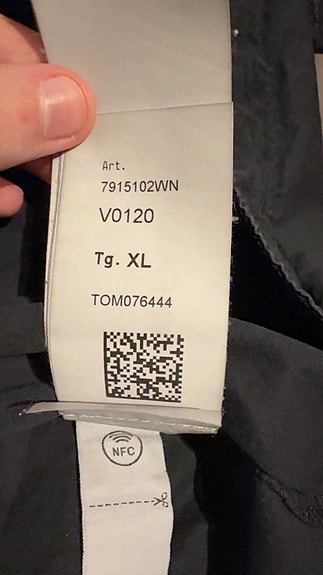 Art.
7915102WN
V0120
Tg. XL
TOM076444
NFC